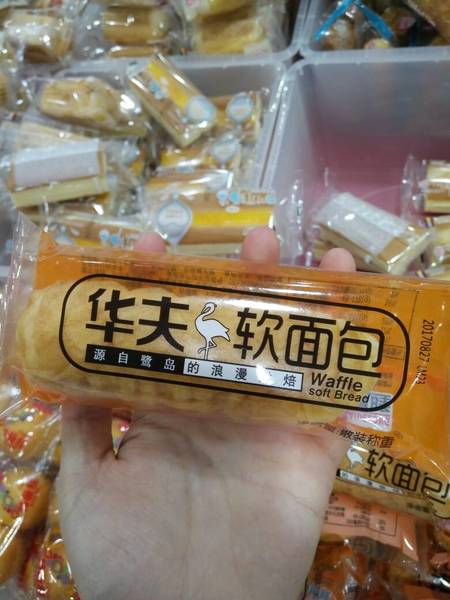 华夫 软面包
源自鹭岛的浪漫烘焙
Waffle
soft Bread
20170827
散装称重
软面包